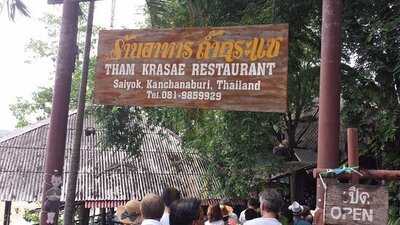 ร้านอาหาร ถ้ำกระแซ
THAM KRASAE RESTAURANT
Saiyok, Kanchanaburi, Thailand
Tel.081-9859929
เปิด
OPEN